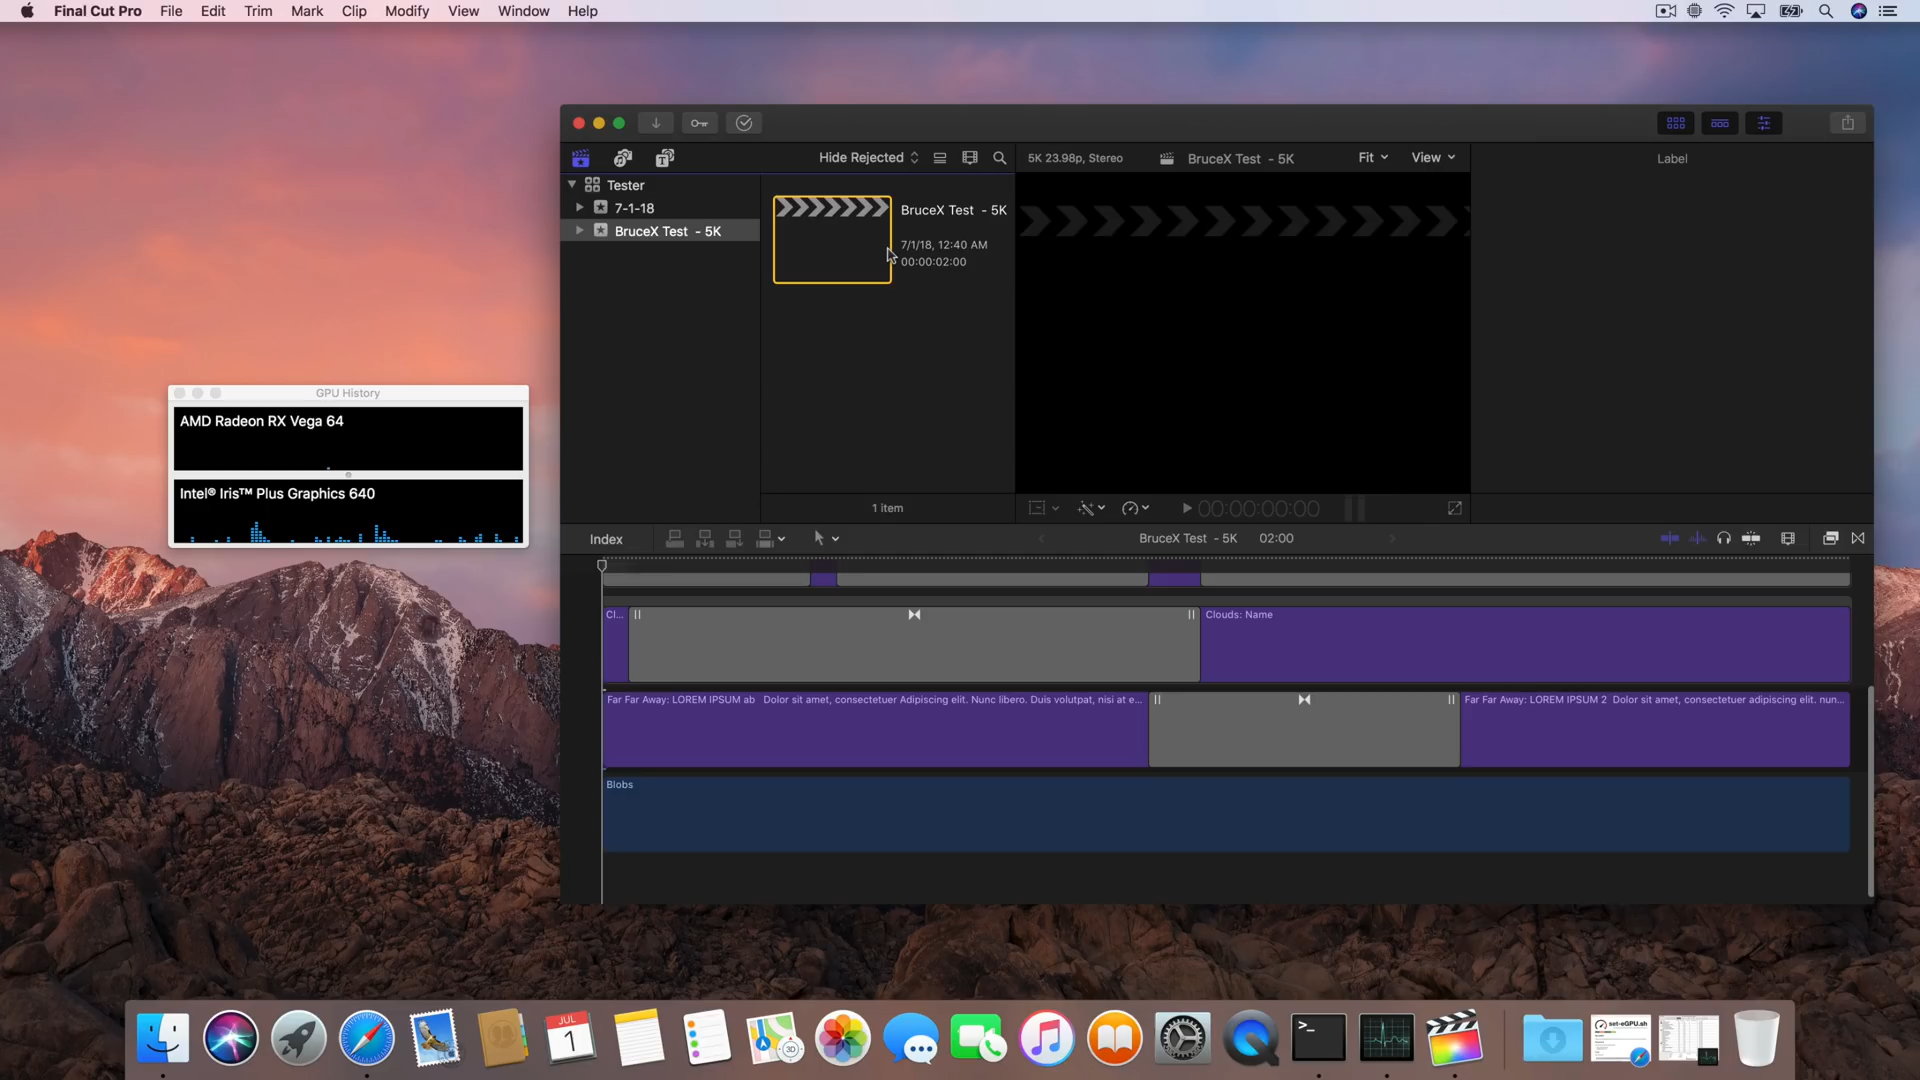 Final Cut Pro File Edit Trim Mark Clip Modify View Window Help
Hide Rejected
5K 23.98p, Stereo BruceX Test - 5K Fit View
Label
Tester
7-1-18
BruceX Test - 5K
BruceX Test - 5K
7/1/18, 12:40 AM
00:00:02:00
1 item
00:00:00:00
GPU History
AMD Radeon RX Vega 64
Intel® Iris™ Plus Graphics 640
Index BruceX Test - 5K 02:00
Cl... Clouds: Name
Far Far Away: LOREM IPSUM ab Dolor sit amet, consectetuer Adipiscing elit. Nunc libero. Duis volutpat, nisi at e...
Far Far Away: LOREM IPSUM 2 Dolor sit amet, consectetuer adipiscing elit. nun...
Blobs
JUL
1
3D
>_
set-eGPU.sh